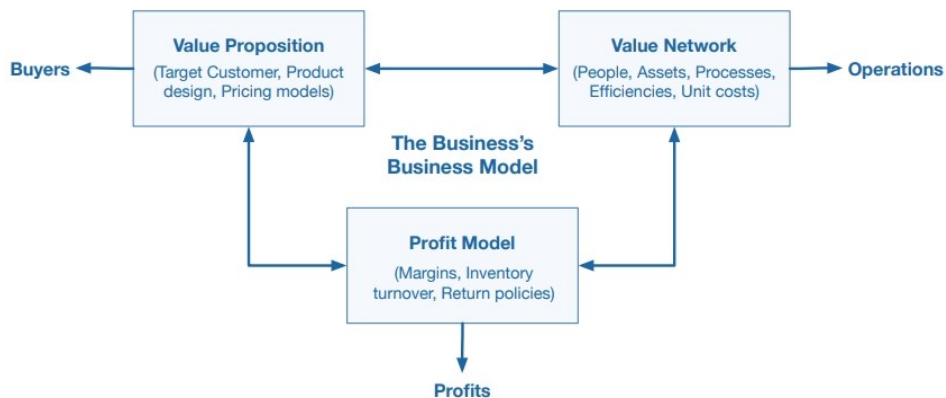 Value Proposition
(Target Customer, Product
design, Pricing models)
Value Network
(People, Assets, Processes,
Efficiencies, Unit costs)
Buyers
Operations
The Business's
Business Model
Profit Model
(Margins, Inventory
turnover, Return policies)
Profits